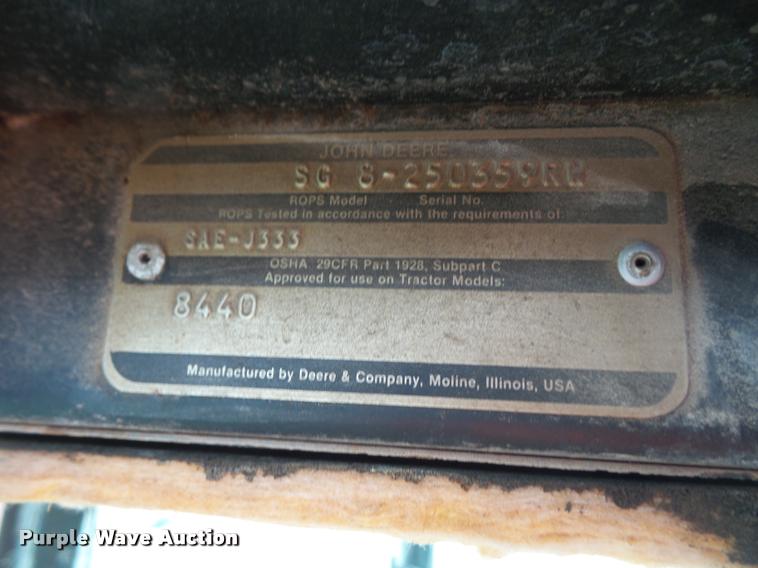 JOHN DEERE
SG 8-250359RW
ROPS Model Serial No.
ROPS Tested in accordance with the requirements of:
SAE-J333
OSHA 29CFR Part 1928, Subpart C
Approved for use on Tractor Models:
8440
Manufactured by Deere & Company, Moline, Illinois, USA
Purple Wave Auction